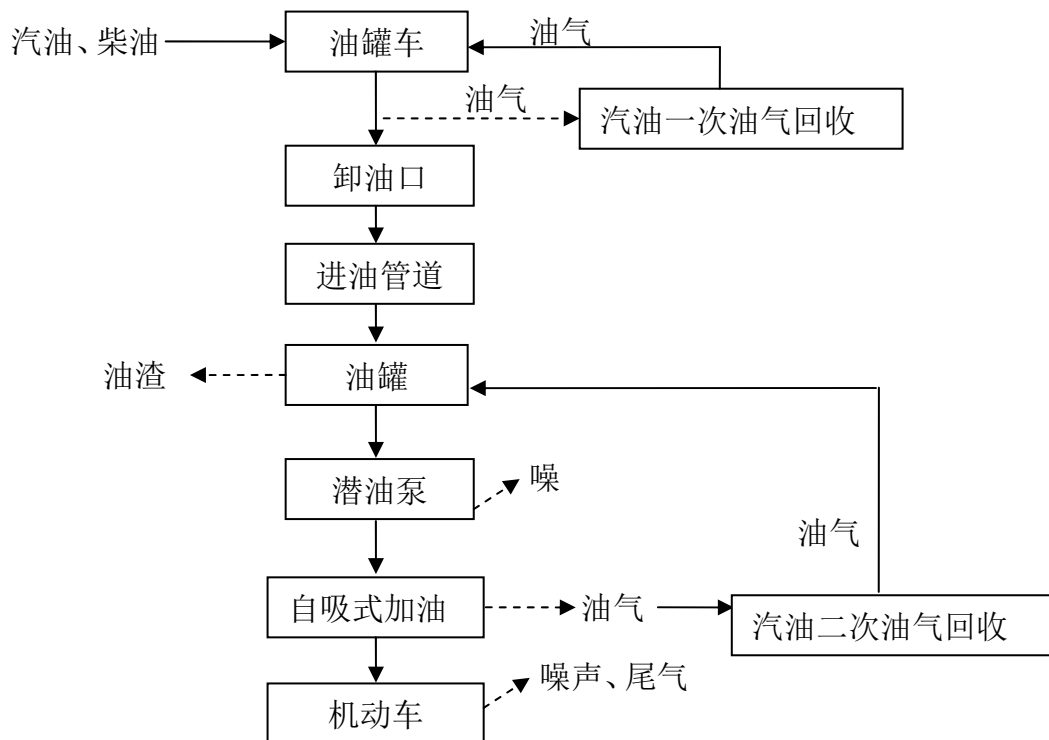 油气
汽油、柴油
油罐车
油气
汽油一次油气回收
卸油口
进油管道
油渣
油罐
潜油泵
噪
油气
自吸式加油
油气
汽油二次油气回收
噪声、尾气
机动车